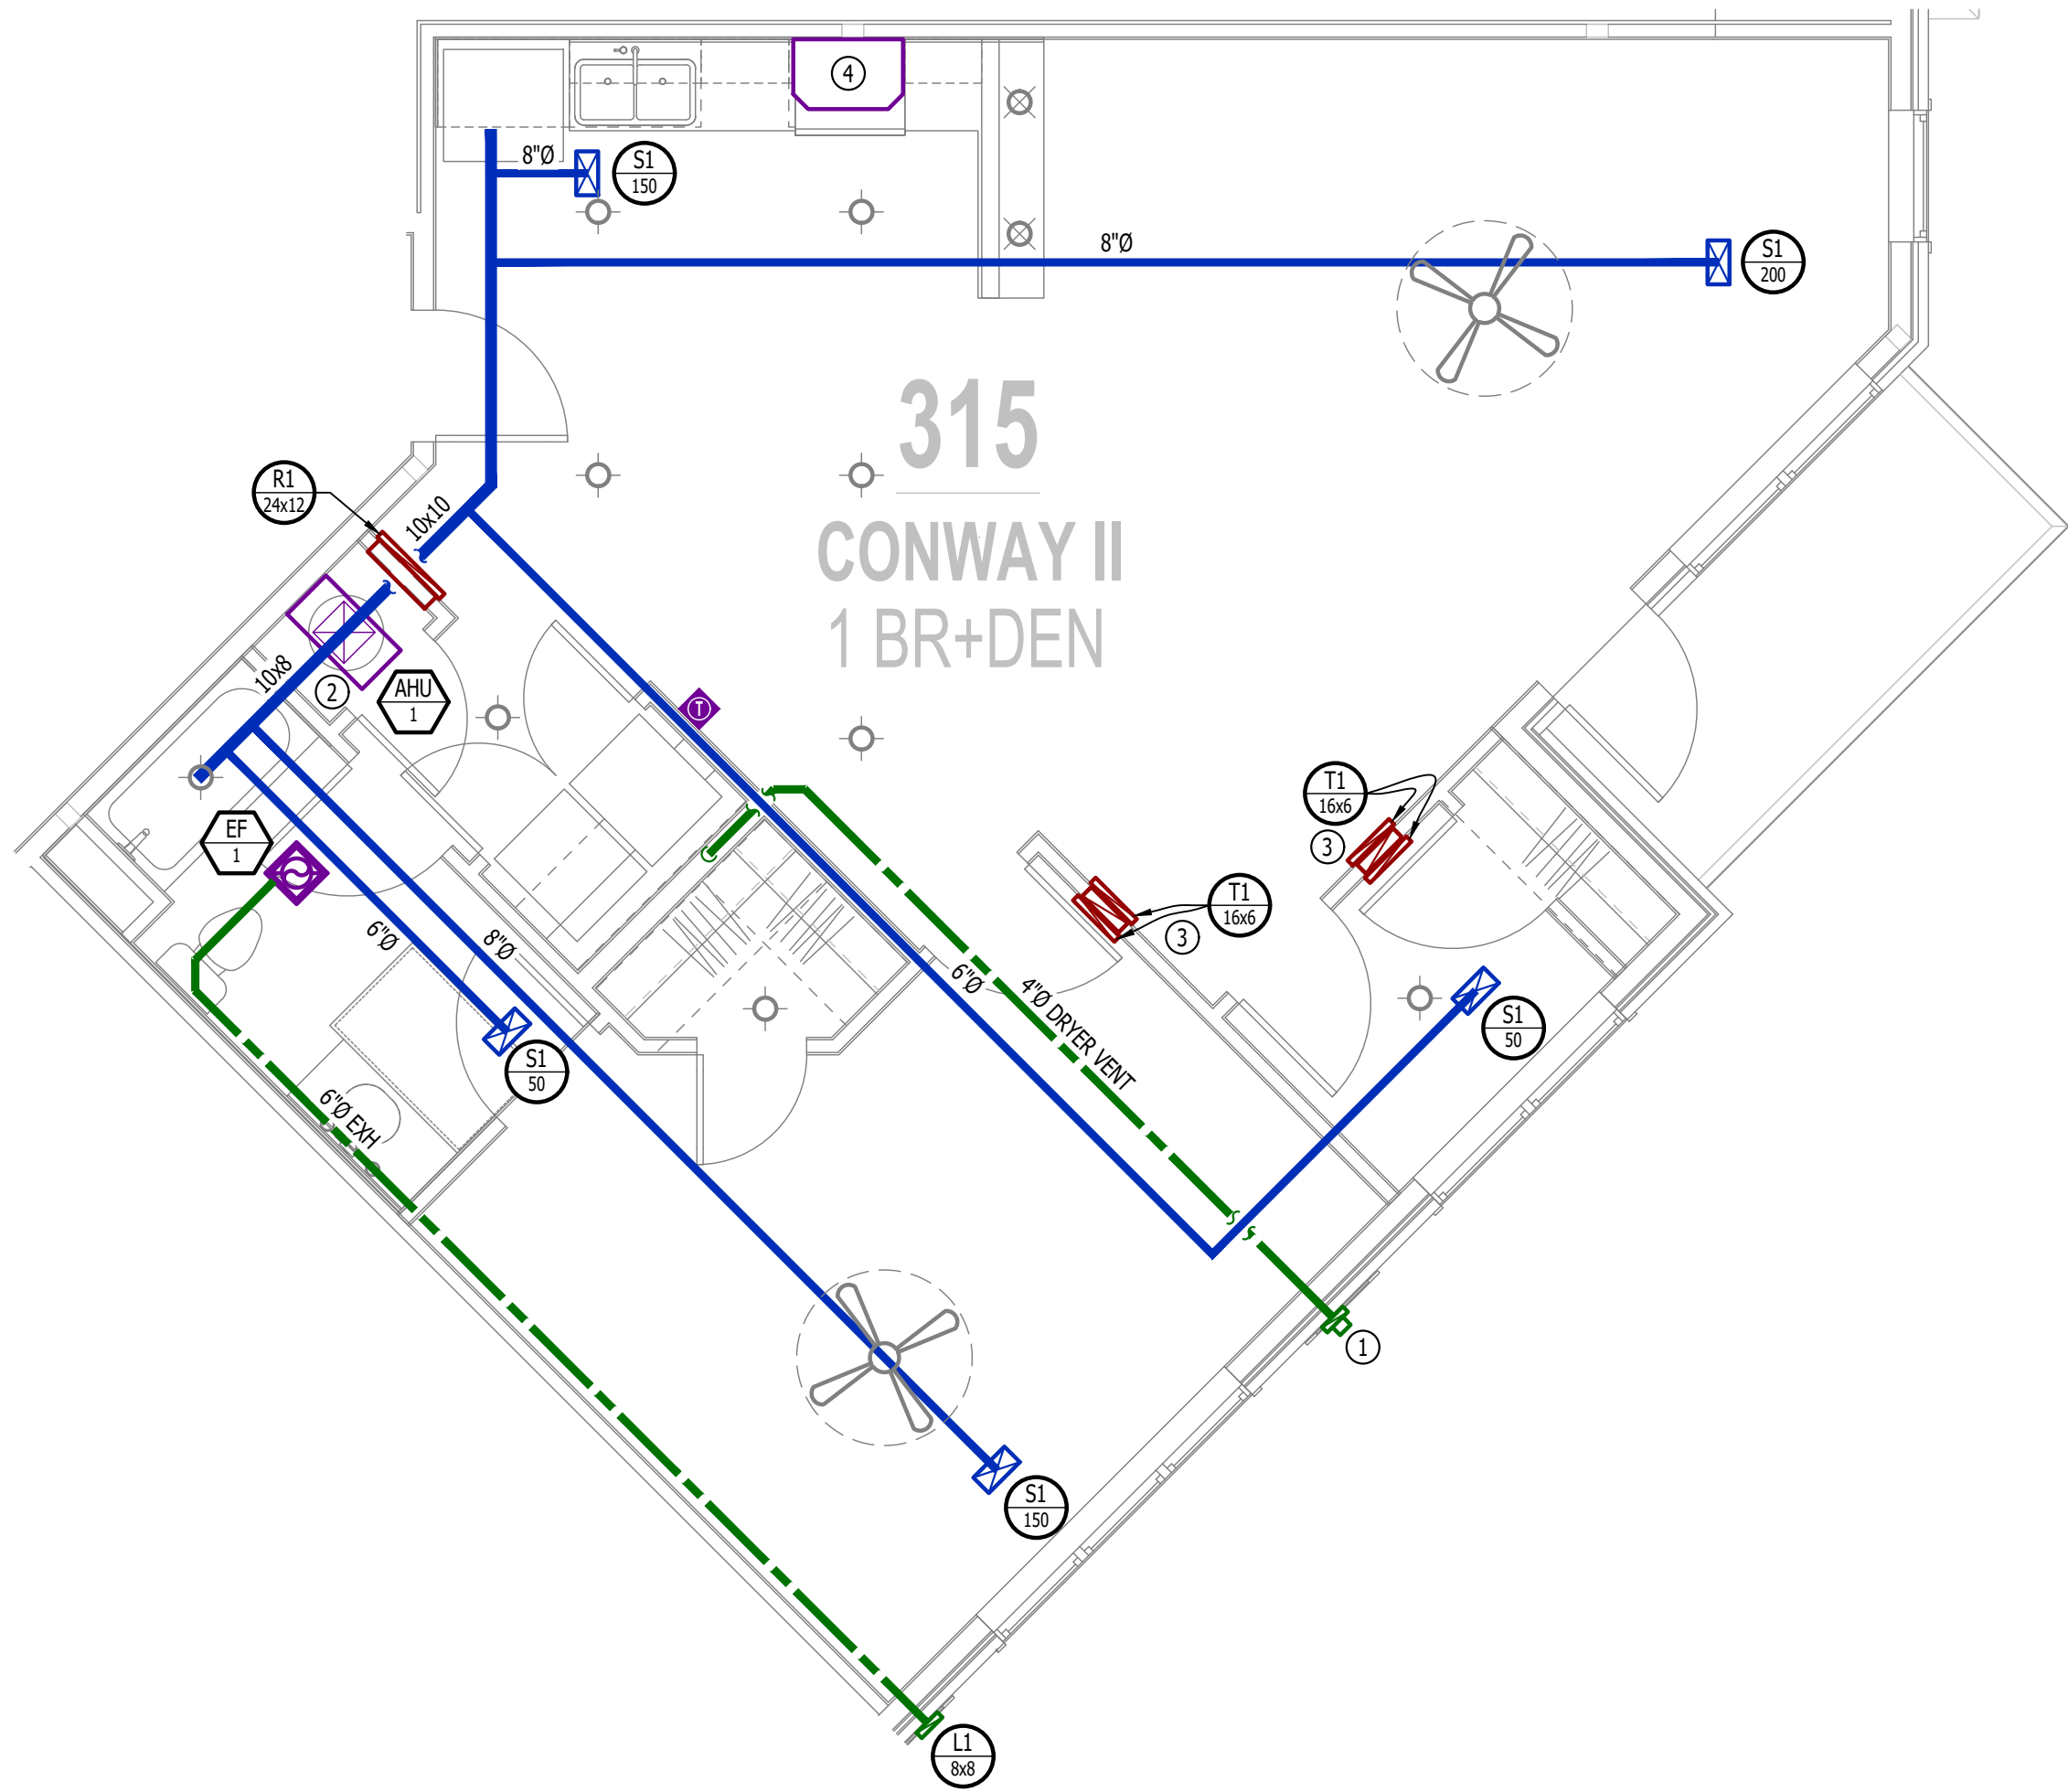 4
8"Ø
S1
150
8"Ø
S1
200
315
CONWAY II
1 BR+DEN
R1
24x12
10x10
10x8
2
AHU
1
T
EF
1
T1
16x6
3
T1
16x6
3
6"Ø
8"Ø
6"Ø
4"Ø DRYER VENT
S1
50
S1
50
6"Ø EXH
1
S1
150
L1
8x8